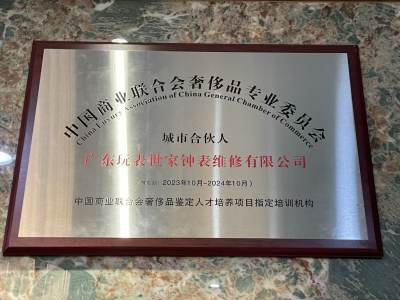 中国商业联合会奢侈品专业委员会
China Luxury Association of China General Chamber of Commerce
城市合伙人
广东玩表世家钟表维修有限公司
2023年10月-2024年10月）
中国商业联合会奢侈品鉴定人才培养项目指定培训机构